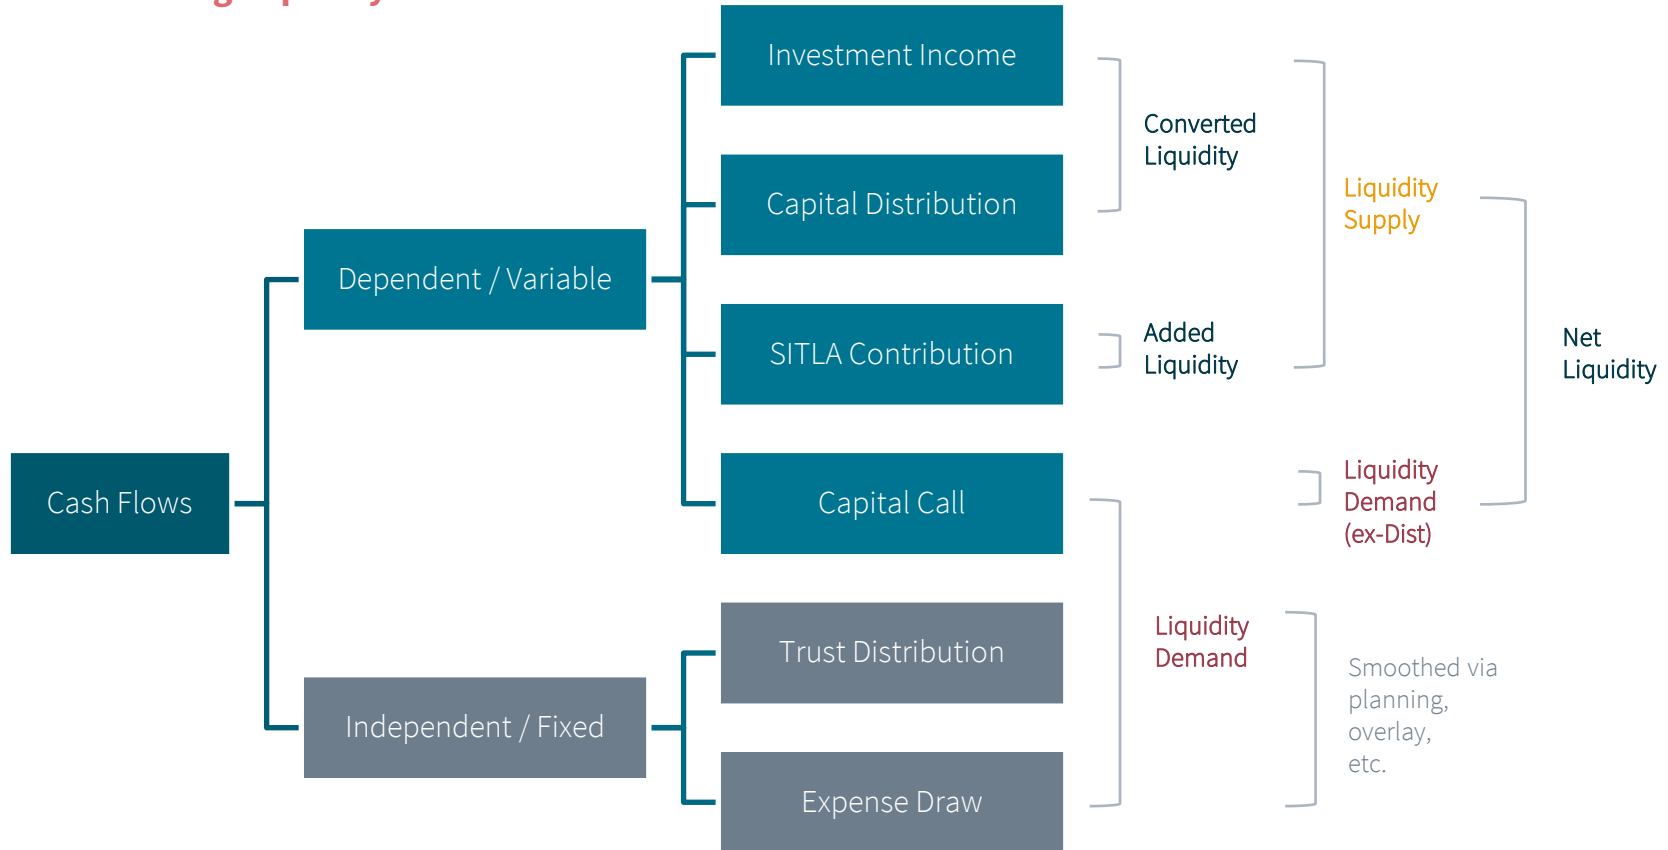 Investment Income
Converted
Liquidity
Capital Distribution
Liquidity
Supply
Dependent / Variable
SITLA Contribution
Added
Liquidity
Net
Liquidity
Cash Flows
Capital Call
Liquidity
Demand
(ex-Dist)
Trust Distribution
Liquidity
Demand
Smoothed via
planning,
overlay,
etc.
Independent / Fixed
Expense Draw